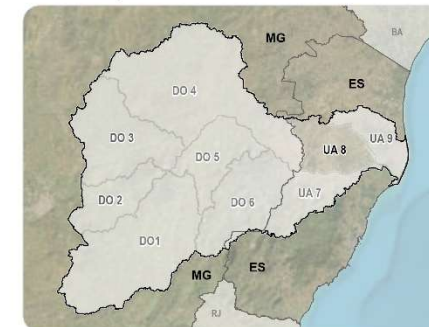 BA
MG
ES
DO 4
DO 3
UA 8
UA 9
DO 5
UA 7
DO 2
DO 6
DO1
MG
ES
RJ